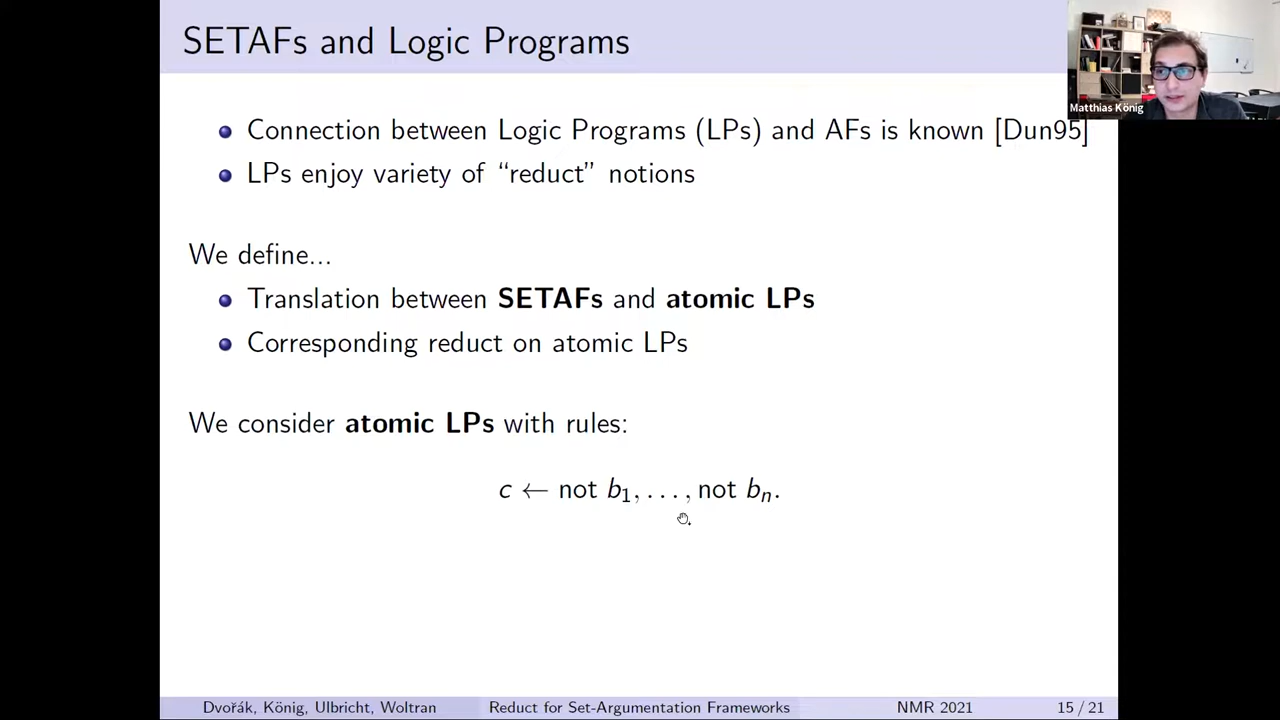 SETAFs and Logic Programs
Matthias König
Connection between Logic Programs (LPs) and AFs is known [Dun95]
LPs enjoy variety of “reduct” notions
We define...
Translation between SETAFs and atomic LPs
Corresponding reduct on atomic LPs
We consider atomic LPs with rules:
c ← not b₁, . . . , not bₙ.
Dvořák, König, Ulbricht, Woltran Reduct for Set-Argumentation Frameworks NMR 2021 15 / 21